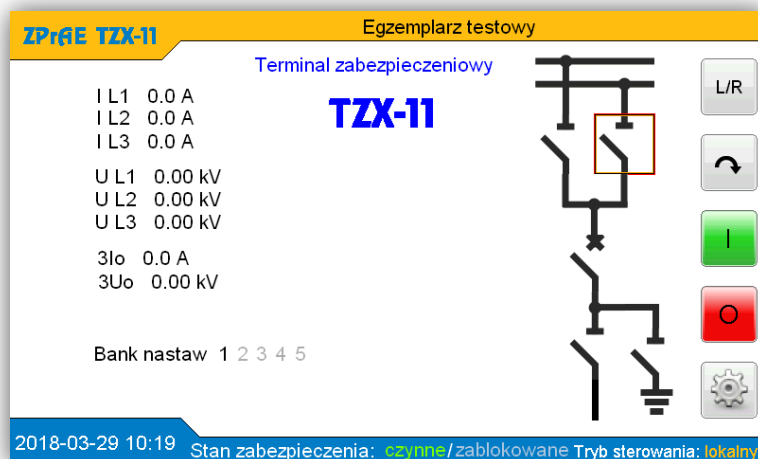 ZPrAE TZX-11
Egzemplarz testowy
Terminal zabezpieczeniowy
TZX-11
I L1 0.0 A
I L2 0.0 A
I L3 0.0 A
U L1 0.00 kV
U L2 0.00 kV
U L3 0.00 kV
3Io 0.0 A
3Uo 0.00 kV
Bank nastaw 1 2 3 4 5
L/R
I
O
2018-03-29 10:19
Stan zabezpieczenia: czynne/zablokowane Tryb sterowania: lokalny